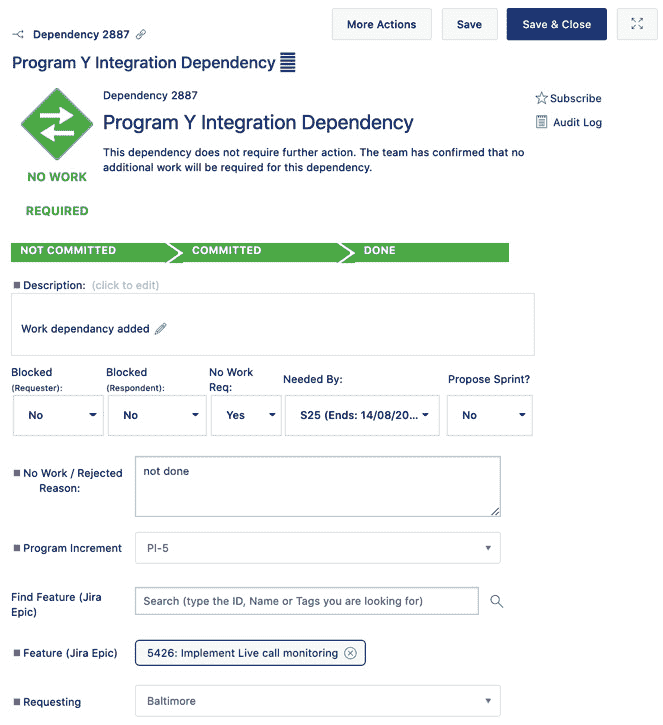 Dependency 2887
More Actions
Save
Save & Close
Program Y Integration Dependency
Dependency 2887
Program Y Integration Dependency
This dependency does not require further action. The team has confirmed that no
additional work will be required for this dependency.
Subscribe
Audit Log
NO WORK
REQUIRED
NOT COMMITTED
COMMITTED
DONE
Description: (click to edit)
Work dependancy added
Blocked
(Requester):
Blocked
(Respondent):
No Work
Req:
Needed By:
Propose Sprint?
No
No
Yes
S25 (Ends: 14/08/20...
No
No Work / Rejected
Reason:
not done
Program Increment
PI-5
Find Feature (Jira
Epic)
Search (type the ID, Name or Tags you are looking for)
Feature (Jira Epic)
5426: Implement Live call monitoring
Requesting
Baltimore